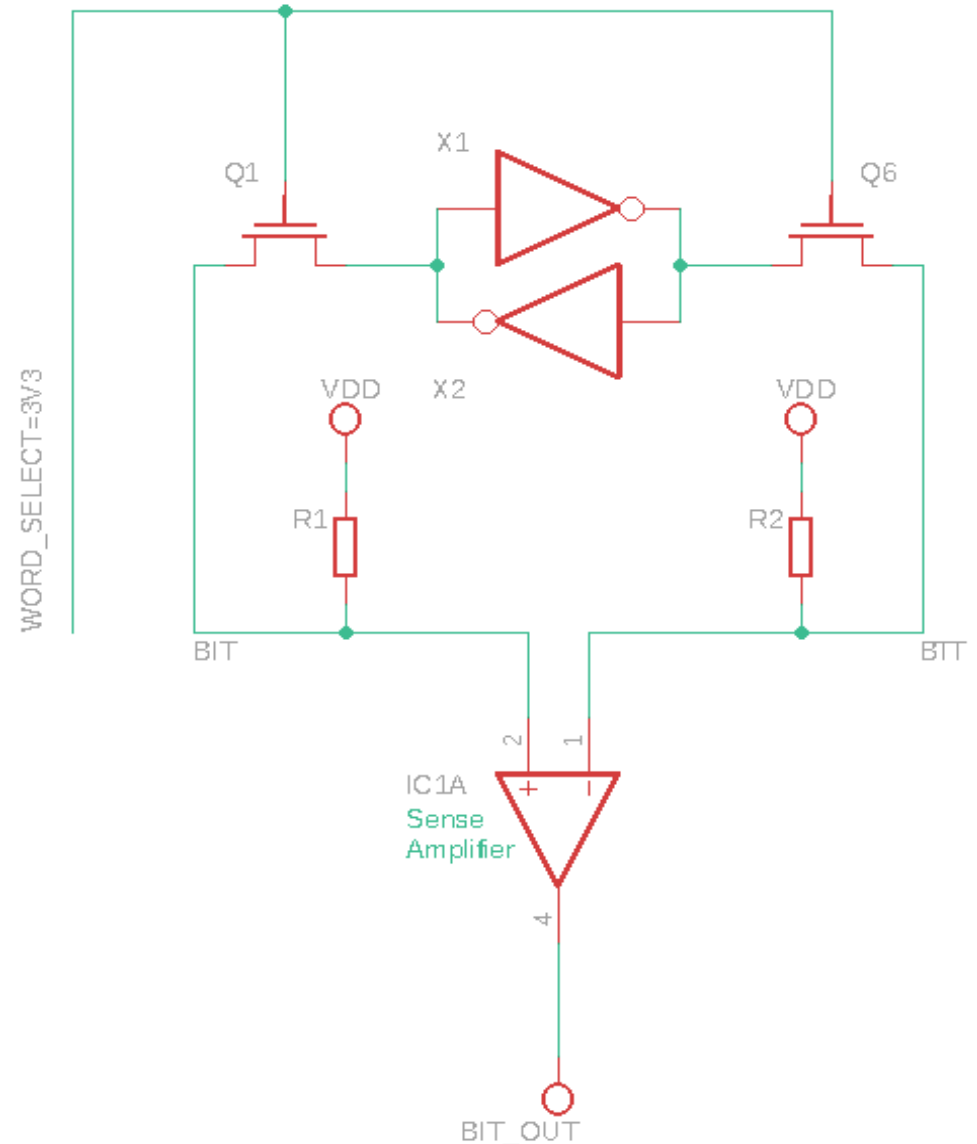 X1
Q1
Q6
VDD
X2
VDD
WORD_SELECT=3V3
R1
R2
BIT
BTT
2
1
IC1A
+
-
Sense
Amplifier
4
BIT_OUT